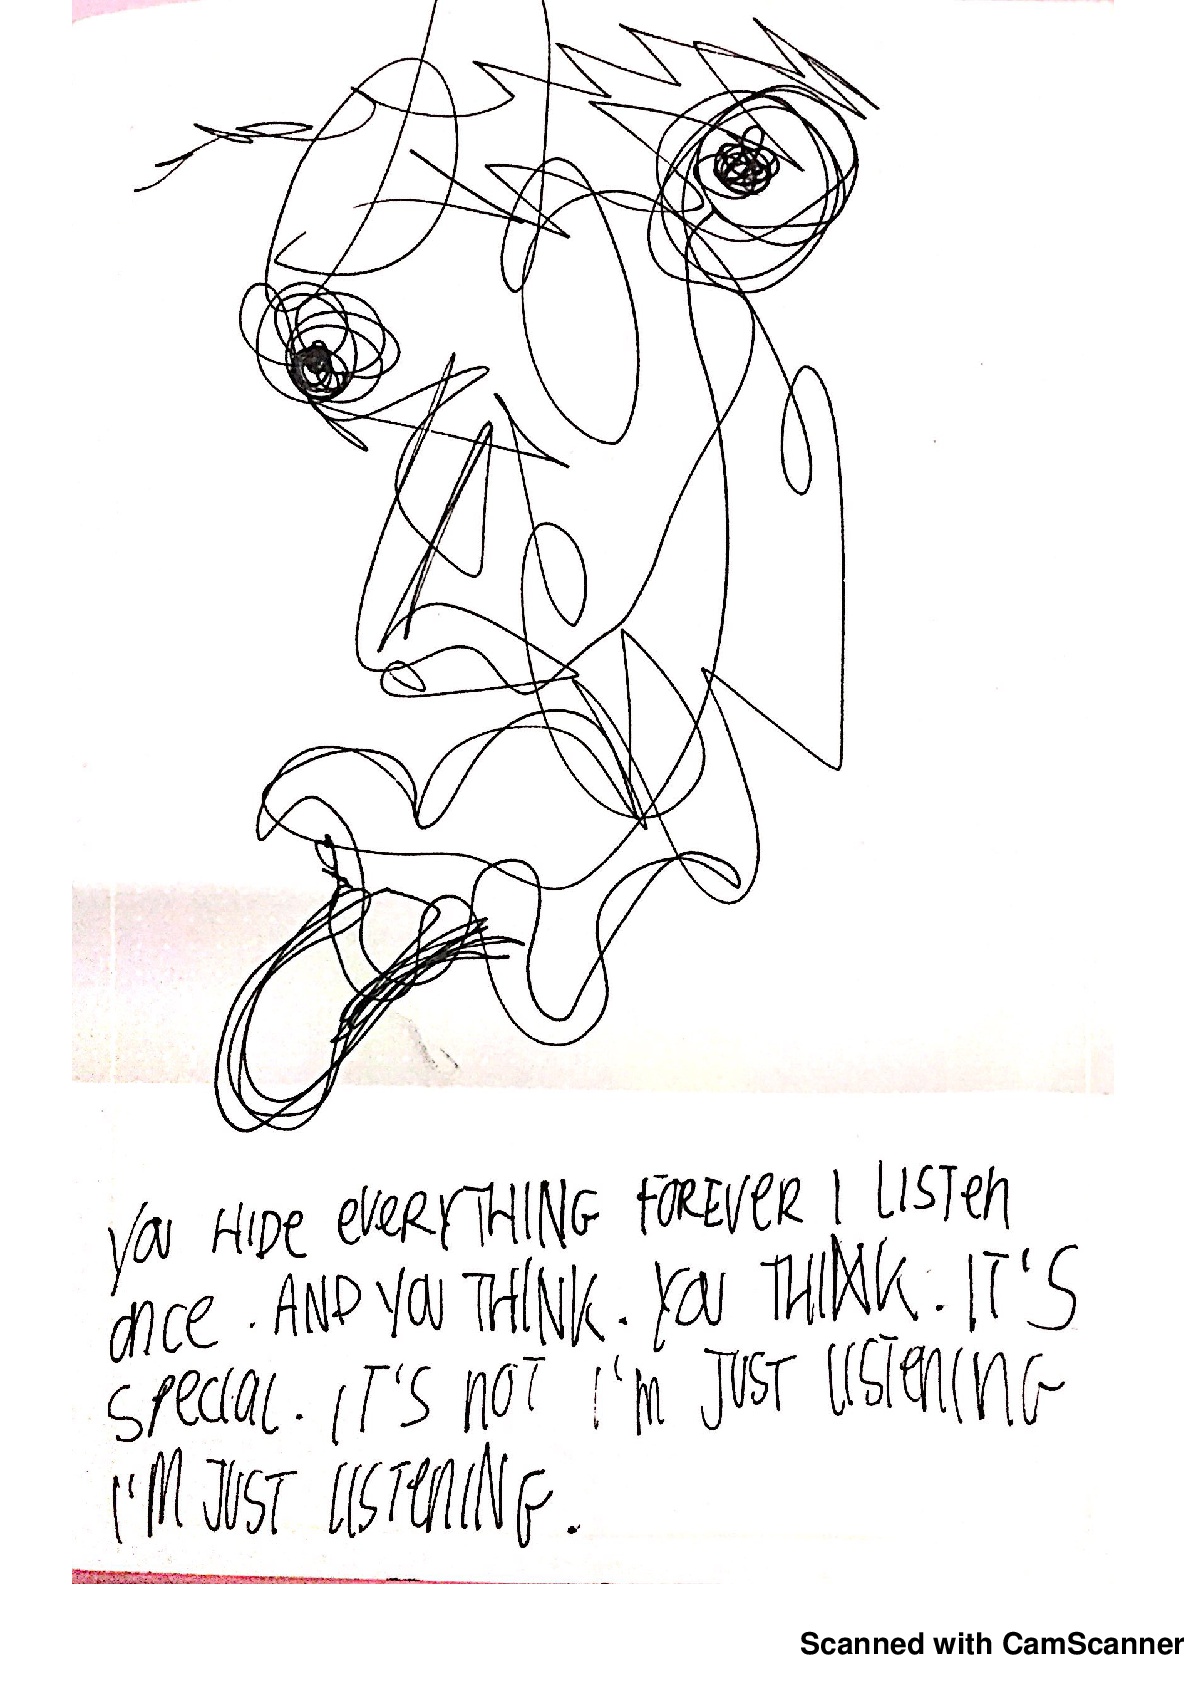 YOU HIDe eVeRYTHING FOREVeR I LISTen
once. AND YOU THINK. YOU THINK. IT'S
SPeCIAL. IT'S noT I'm JUST LISTenING
I'M JUST LISTenING.
Scanned with CamScanner